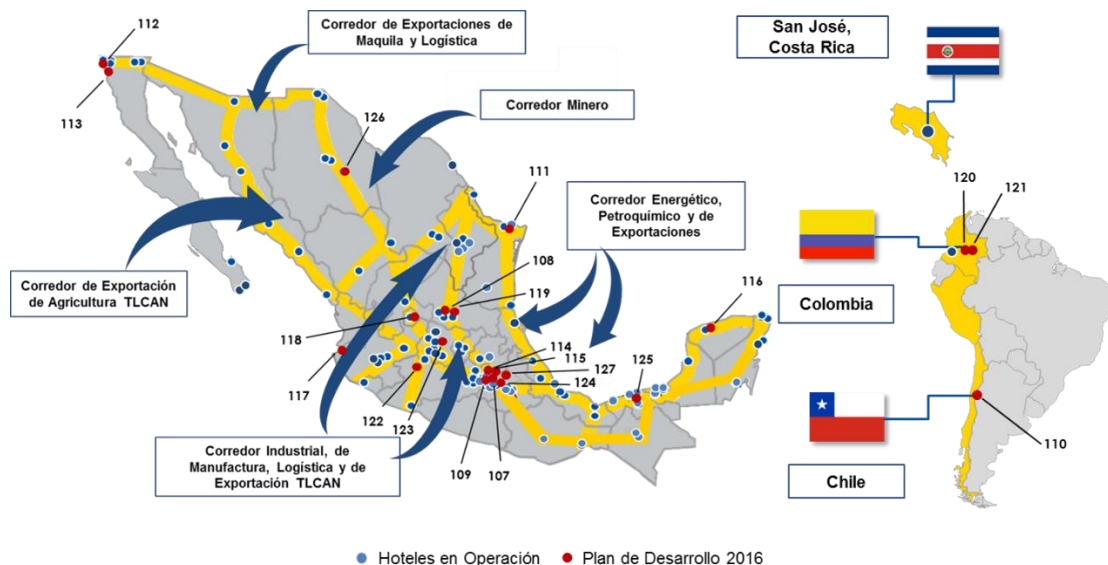 112
Corredor de Exportaciones de
Maquila y Logística
San José,
Costa Rica
113
Corredor Minero
126
111
Corredor Energético,
Petroquímico y de
Exportaciones
120
121
Corredor de Exportación
de Agricultura TLCAN
108
119
116
Colombia
118
114
115
127
125
124
117
122
123
109
107
Corredor Industrial, de
Manufactura, Logística y de
Exportación TLCAN
110
Chile
Hoteles en Operación
Plan de Desarrollo 2016